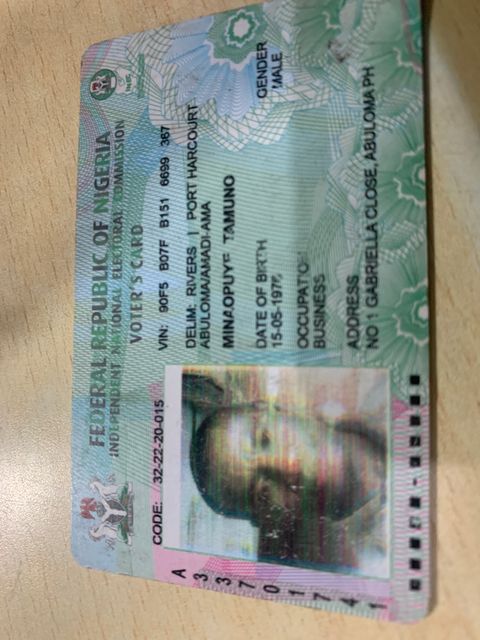 FEDERAL REPUBLIC OF NIGERIA
INDEPENDENT NATIONAL ELECTORAL COMMISSION
VOTER'S CARD
CODE: 32-22-20-015
VIN: 90F5 B07F B151 6699 367
DELIM: RIVERS | PORT HARCOURT
ABULOMA/AMADI-AMA
MINAOPUYE TAMUNO
DATE OF BIRTH
15-05-1976
GENDER
MALE
OCCUPATION
BUSINESS
ADDRESS
NO 1 GABRIELLA CLOSE, ABULOMA PH
A33701741
INEC